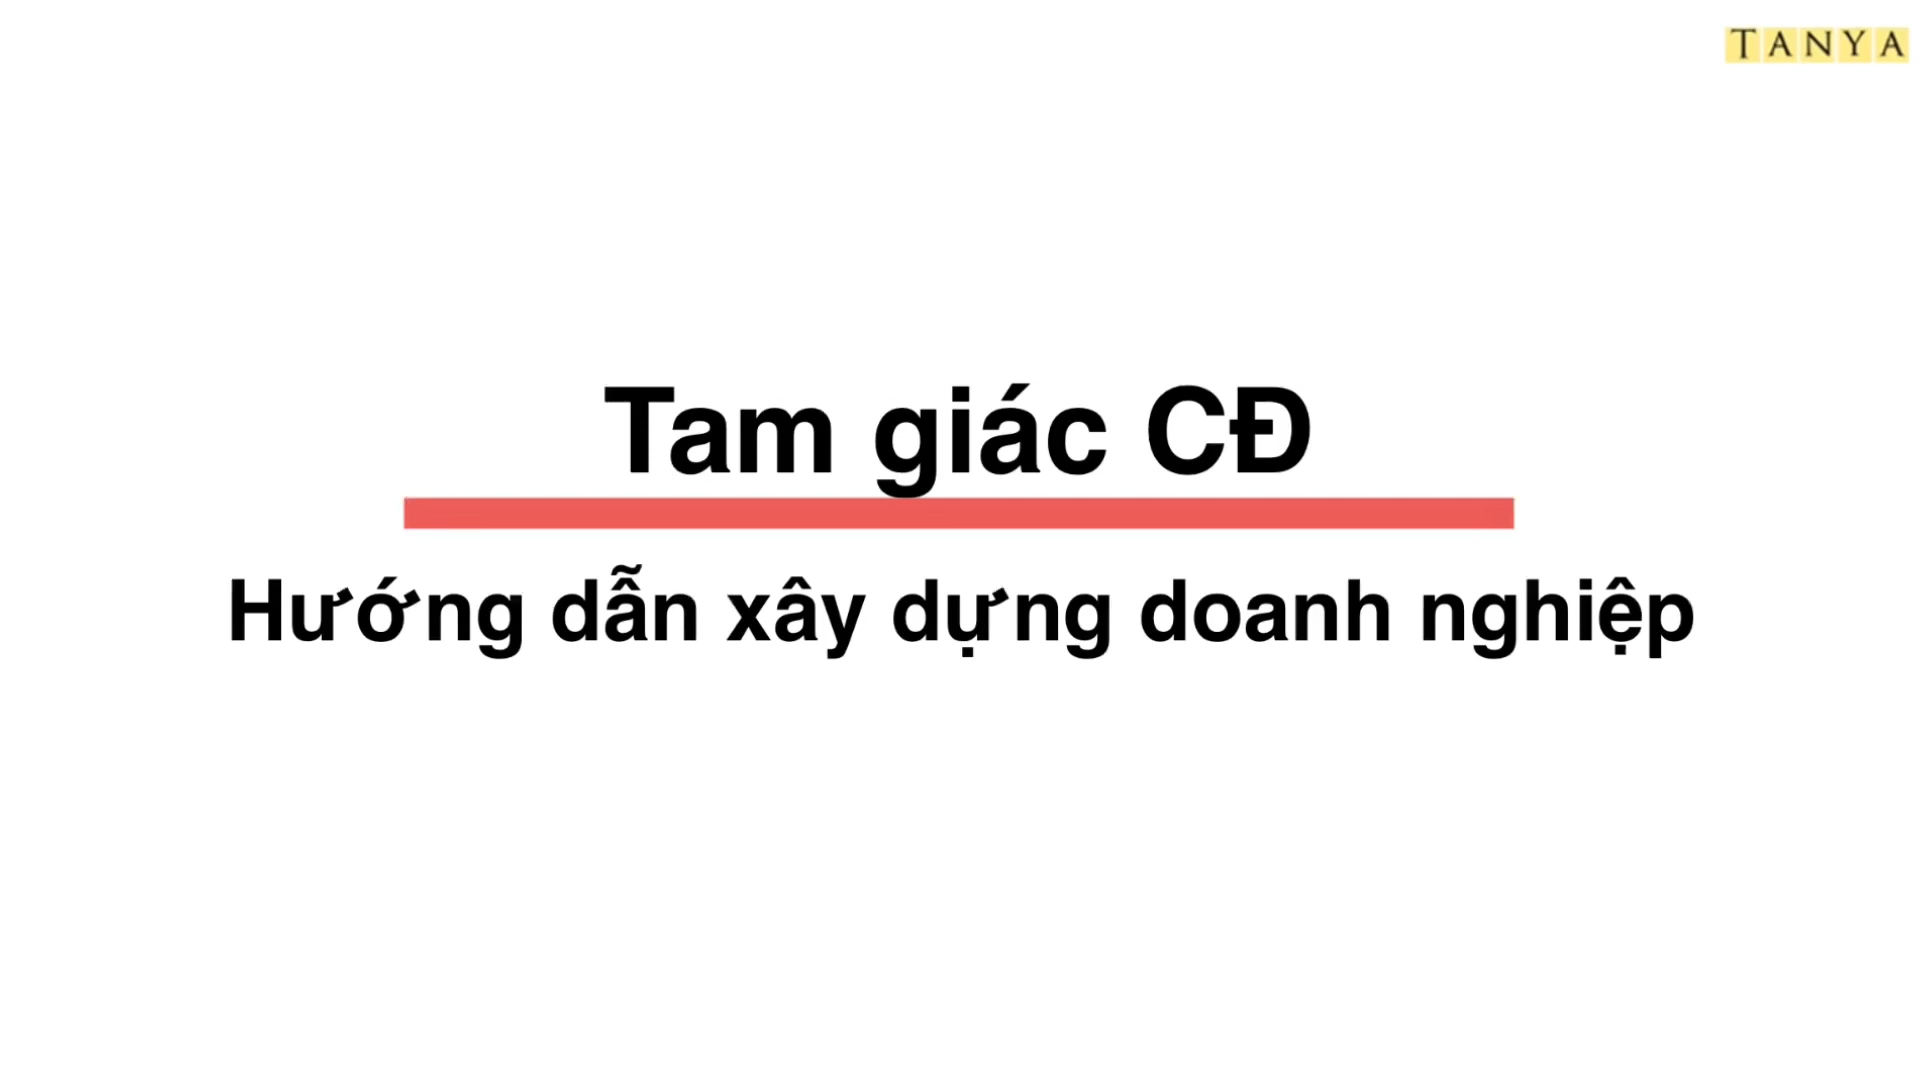 TANYA
Tam giác CĐ
Hướng dẫn xây dựng doanh nghiệp